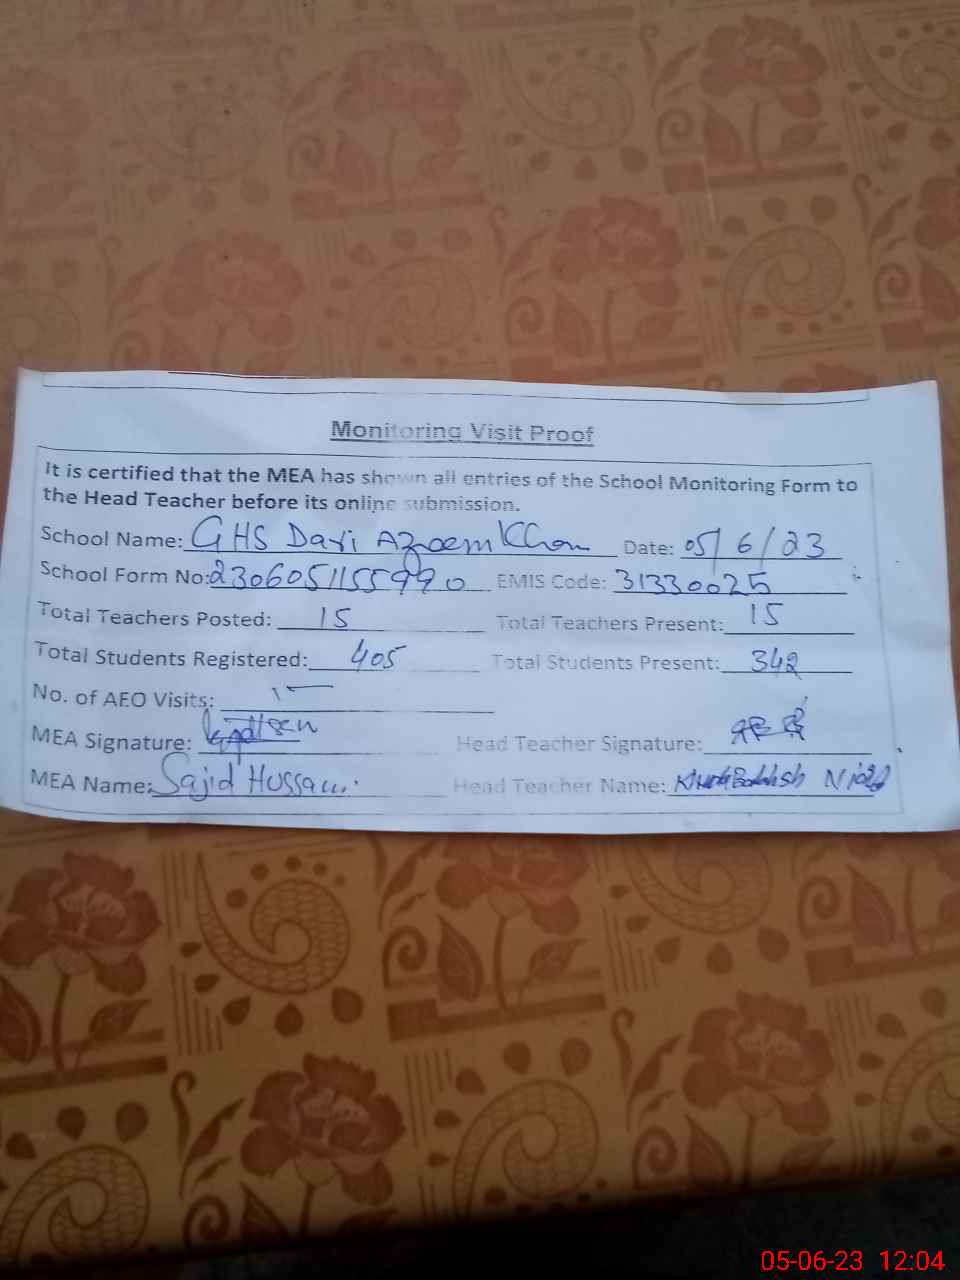 Monitoring Visit Proof
It is certified that the MEA has shown all entries of the School Monitoring Form to
the Head Teacher before its online submission.
School Name: GHS Dari Azeem Khan Date: 05/6/23
School Form No: 2306051155990 EMIS Code: 31330025
Total Teachers Posted: 15 Total Teachers Present: 15
Total Students Registered: 405 Total Students Present: 342
No. of AEO Visits:
MEA Signature: Head Teacher Signature:
MEA Name: Sajid Hussain. Head Teacher Name:
05-06-23 12:04